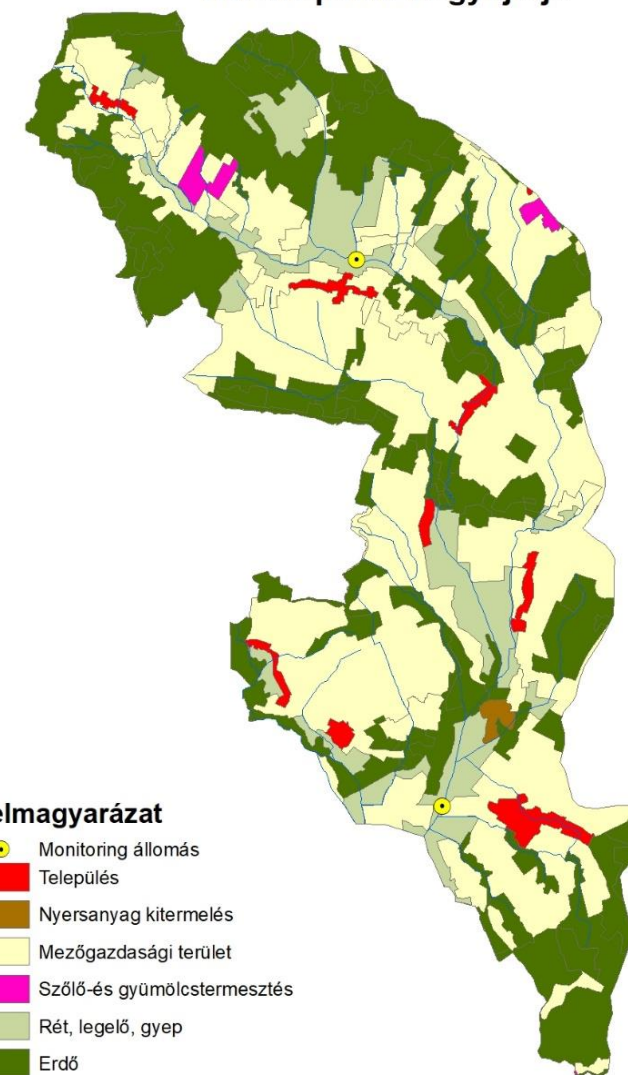 elmagyarázat
Monitoring állomás
Település
Nyersanyag kitermelés
Mezőgazdasági terület
Szőlő-és gyümölcstermesztés
Rét, legelő, gyep
Erdő